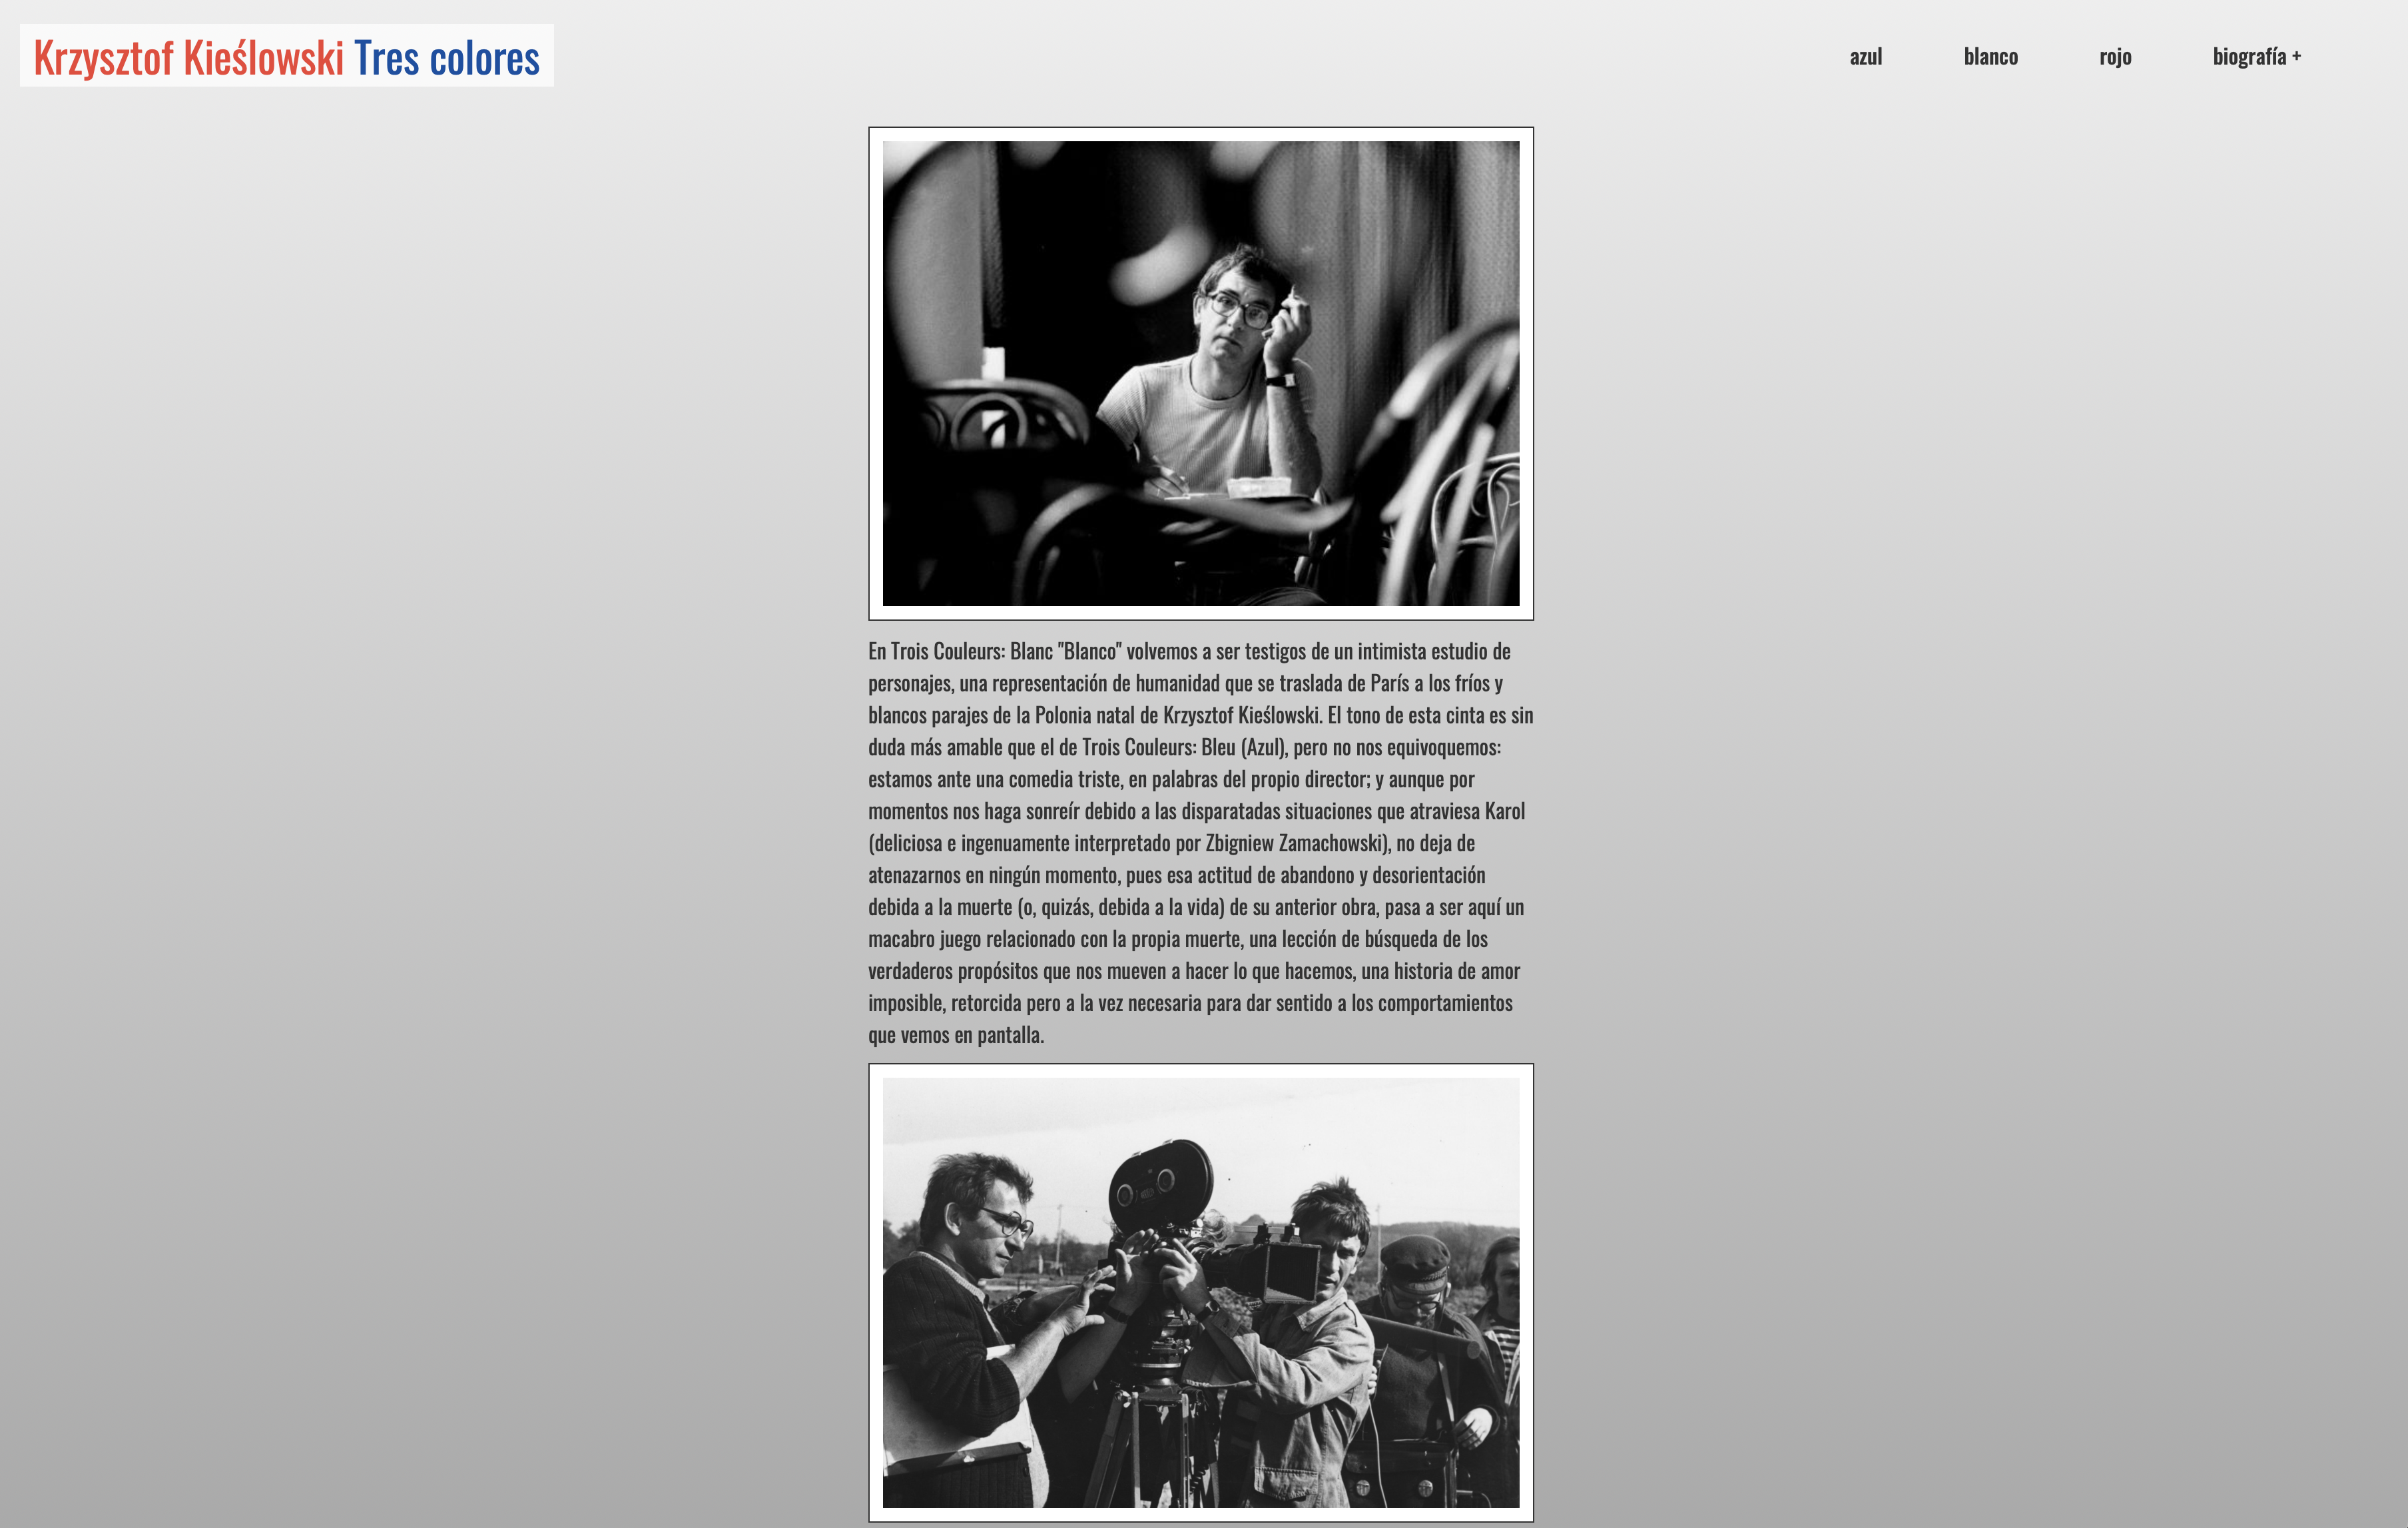 Krzysztof Kieślowski Tres colores
azul blanco rojo biografía +
En Trois Couleurs: Blanc "Blanco" volvemos a ser testigos de un intimista estudio de
personajes, una representación de humanidad que se traslada de París a los fríos y
blancos parajes de la Polonia natal de Krzysztof Kieślowski. El tono de esta cinta es sin
duda más amable que el de Trois Couleurs: Bleu (Azul), pero no nos equivoquemos:
estamos ante una comedia triste, en palabras del propio director; y aunque por
momentos nos haga sonreír debido a las disparatadas situaciones que atraviesa Karol
(deliciosa e ingenuamente interpretado por Zbigniew Zamachowski), no deja de
atenazarnos en ningún momento, pues esa actitud de abandono y desorientación
debida a la muerte (o, quizás, debida a la vida) de su anterior obra, pasa a ser aquí un
macabro juego relacionado con la propia muerte, una lección de búsqueda de los
verdaderos propósitos que nos mueven a hacer lo que hacemos, una historia de amor
imposible, retorcida pero a la vez necesaria para dar sentido a los comportamientos
que vemos en pantalla.